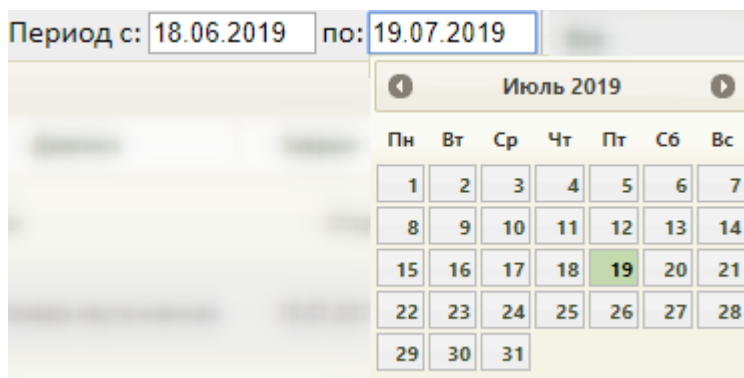 Период с: 18.06.2019 по: 19.07.2019
Июль 2019
Пн Вт Ср Чт Пт Сб Вс
1 2 3 4 5 6 7
8 9 10 11 12 13 14
15 16 17 18 19 20 21
22 23 24 25 26 27 28
29 30 31